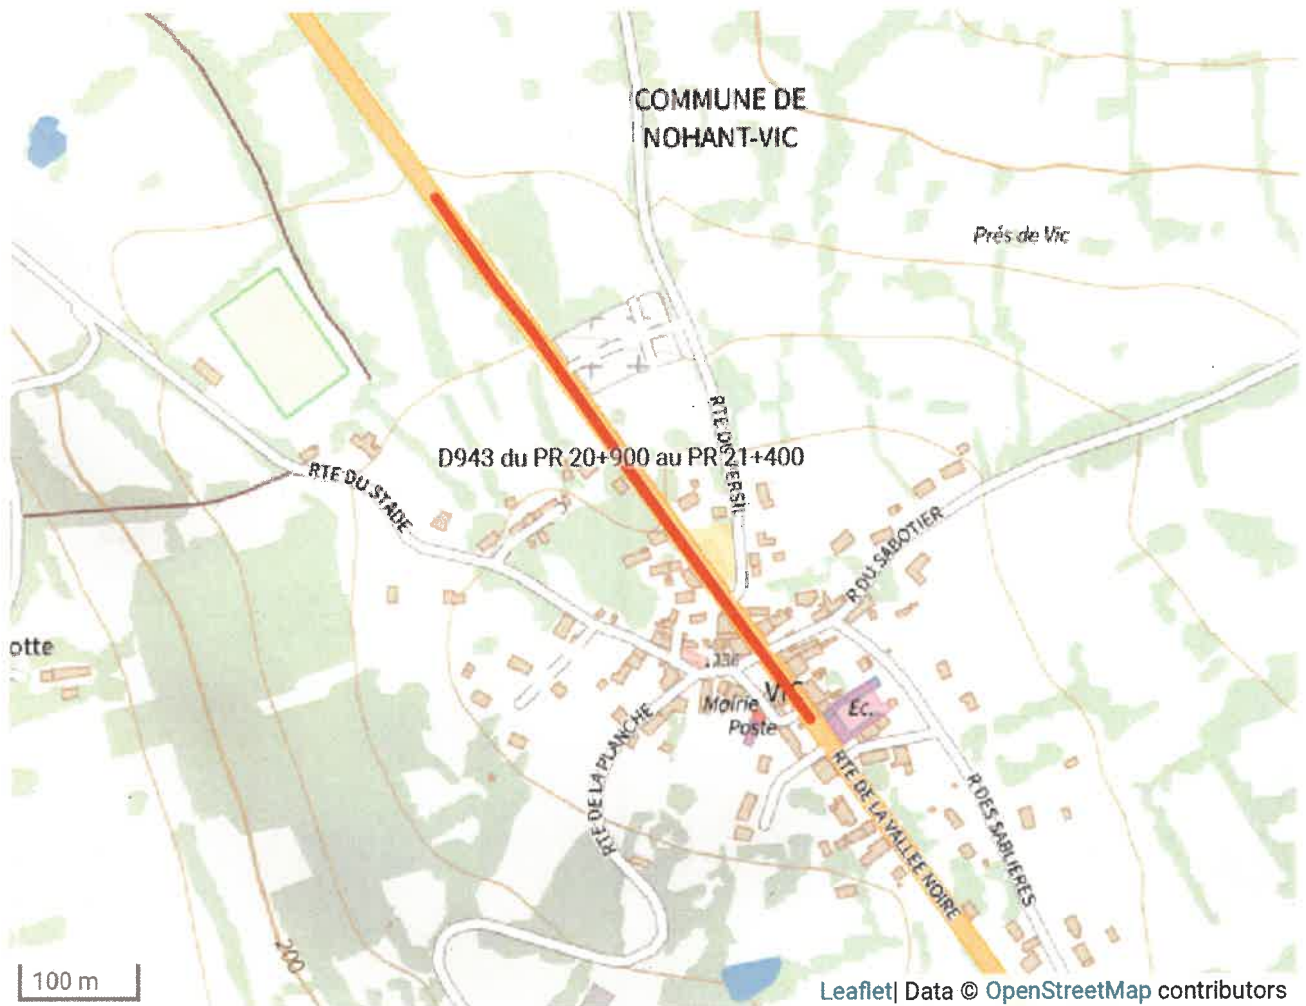 COMMUNE DE
NOHANT-VIC
Prés de Vic
D943 du PR 20+900 au PR 21+400
RTE DU VERSIL
RTE DU STADE
R DU SABOTIER
otte
Mairie
Poste
Ec.
RTE DE LA PLANCHE
RTE DE LA VALLEE NOIRE
R DES SABLIERES
200
100 m
Leaflet| Data © OpenStreetMap contributors